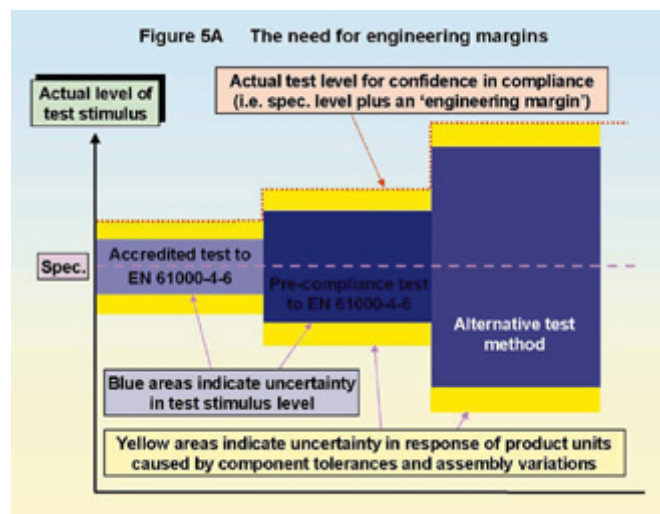 Figure 5A The need for engineering margins
Actual level of
test stimulus
Actual test level for confidence in compliance
(i.e. spec. level plus an ‘engineering margin’)
Spec.
Accredited test to
EN 61000-4-6
Pre-compliance test
to EN 61000-4-6
Alternative test
method
Blue areas indicate uncertainty
in test stimulus level
Yellow areas indicate uncertainty in response of product units
caused by component tolerances and assembly variations